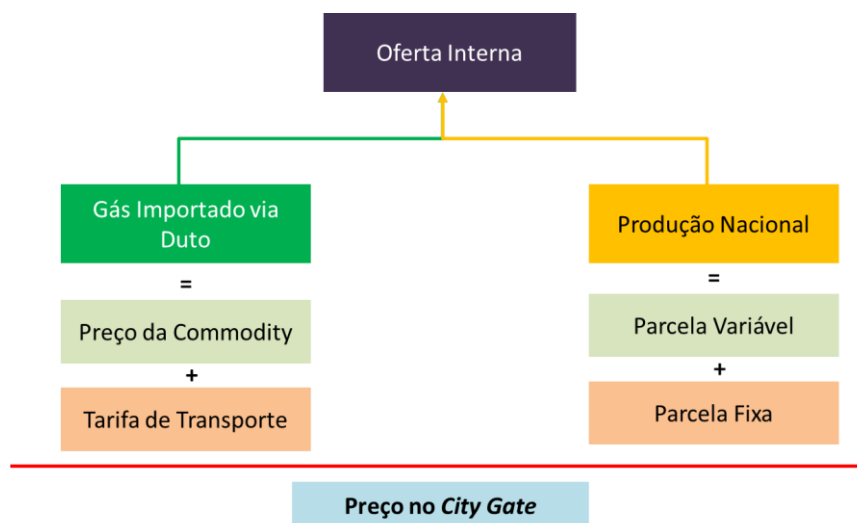 Oferta Interna
Gás Importado via
Duto
=
Preço da Commodity
+
Tarifa de Transporte
Produção Nacional
=
Parcela Variável
+
Parcela Fixa
Preço no City Gate